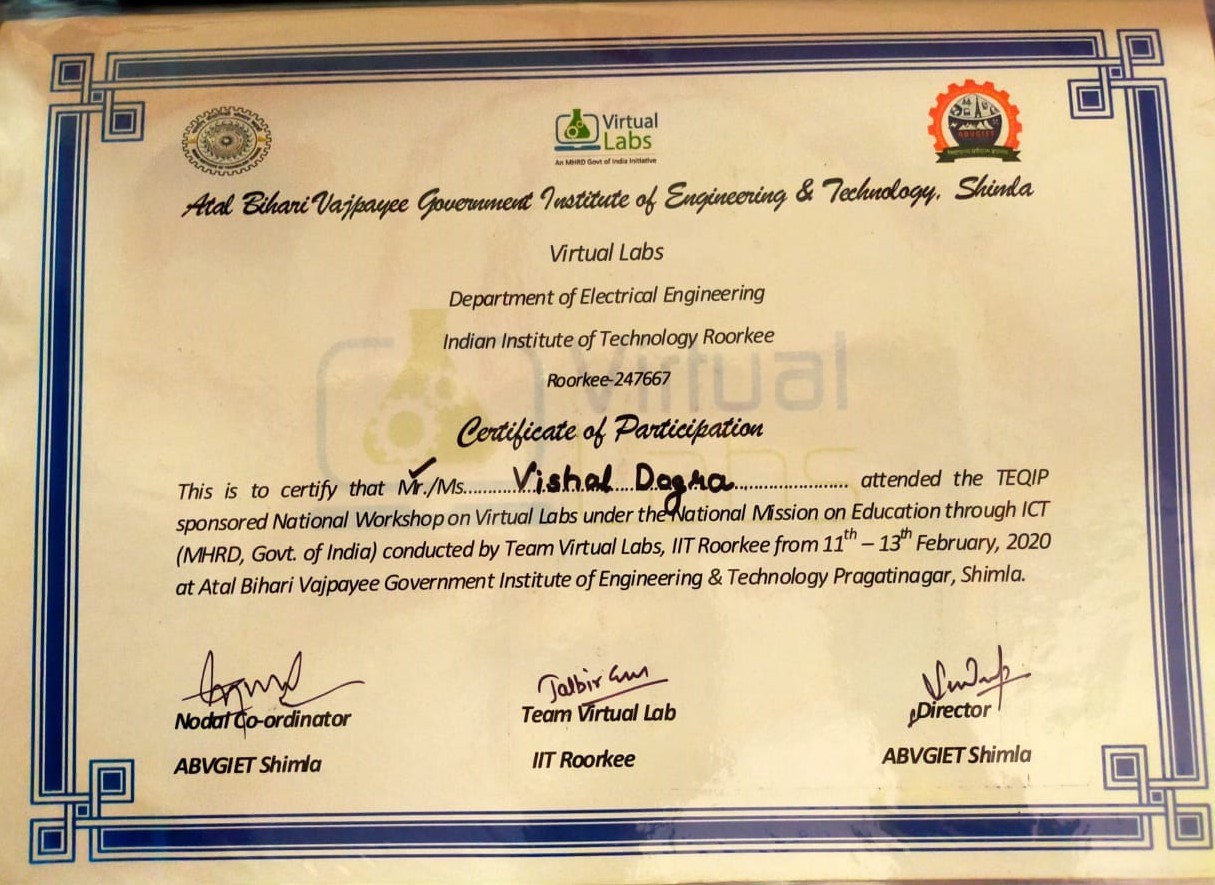 Virtual
Labs
An MHRD Govt of India Initiative
ABVGIET
Atal Bihari Vajpayee Government Institute of Engineering & Technology, Shimla
Virtual Labs
Department of Electrical Engineering
Indian Institute of Technology Roorkee
Roorkee-247667
Virtual
Labs
Certificate of Participation
This is to certify that Mr./Ms. Vishal Dogra attended the TEQIP
sponsored National Workshop on Virtual Labs under the National Mission on Education through ICT
(MHRD, Govt. of India) conducted by Team Virtual Labs, IIT Roorkee from 11th – 13th February, 2020
at Atal Bihari Vajpayee Government Institute of Engineering & Technology Pragatinagar, Shimla.
Nodal Co-ordinator
Team Virtual Lab
Director
ABVGIET Shimla
IIT Roorkee
ABVGIET Shimla